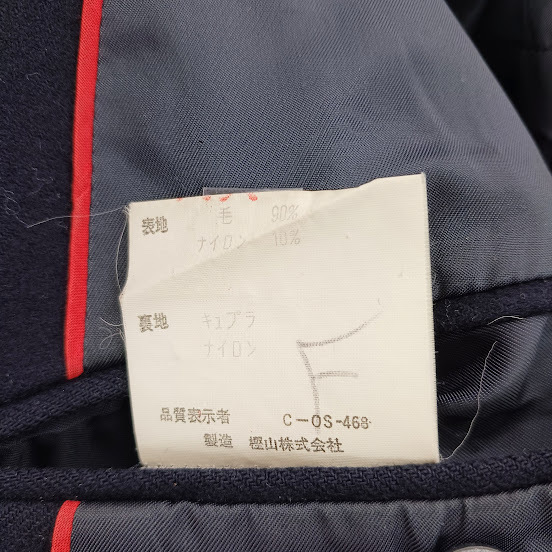 表地 毛 90%
ナイロン 10%
裏地 キュプラ
ナイロン
F
品質表示者 C-OS-468
製造 樫山株式会社